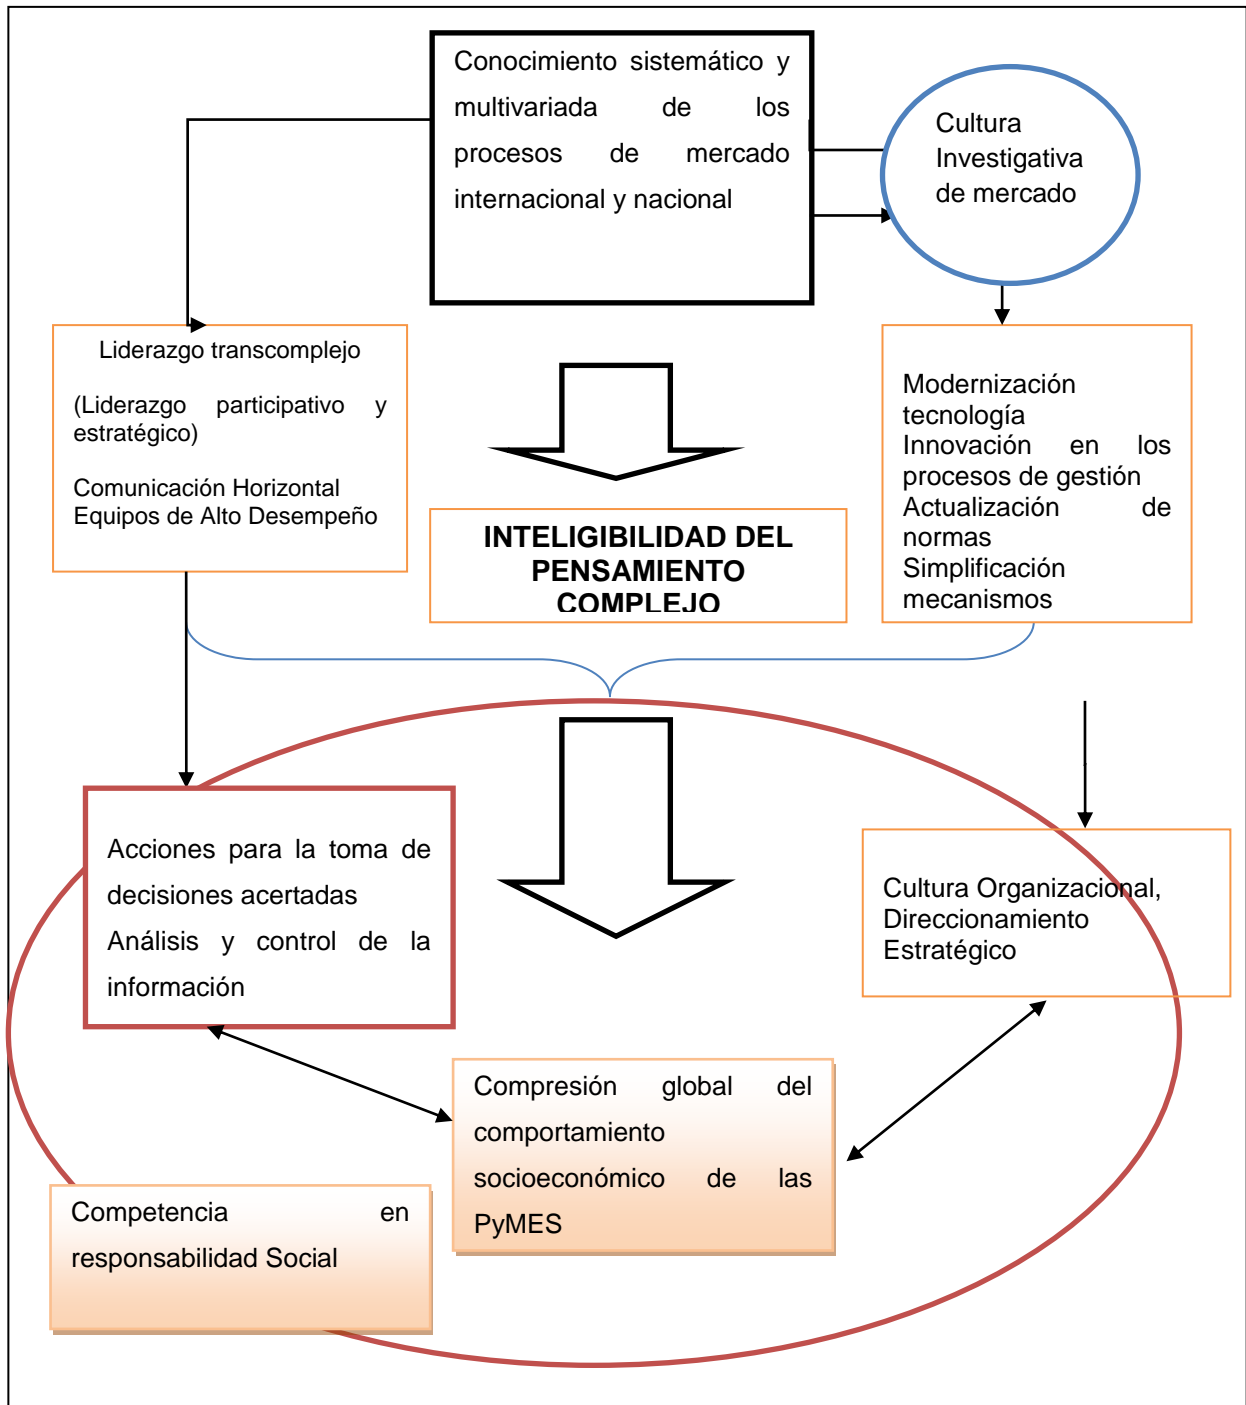 Conocimiento sistemático y
multivariada de los
procesos de mercado
internacional y nacional
Cultura
Investigativa
de mercado
Liderazgo transcomplejo
(Liderazgo participativo y
estratégico)
Comunicación Horizontal
Equipos de Alto Desempeño
INTELIGIBILIDAD DEL
PENSAMIENTO
COMPLEJO
Modernización
tecnología
Innovación en los
procesos de gestión
Actualización de
normas
Simplificación
mecanismos
Acciones para la toma de
decisiones acertadas
Análisis y control de la
información
Cultura Organizacional,
Direccionamiento
Estratégico
Compresión global del
comportamiento
socioeconómico de las
PyMES
Competencia en
responsabilidad Social